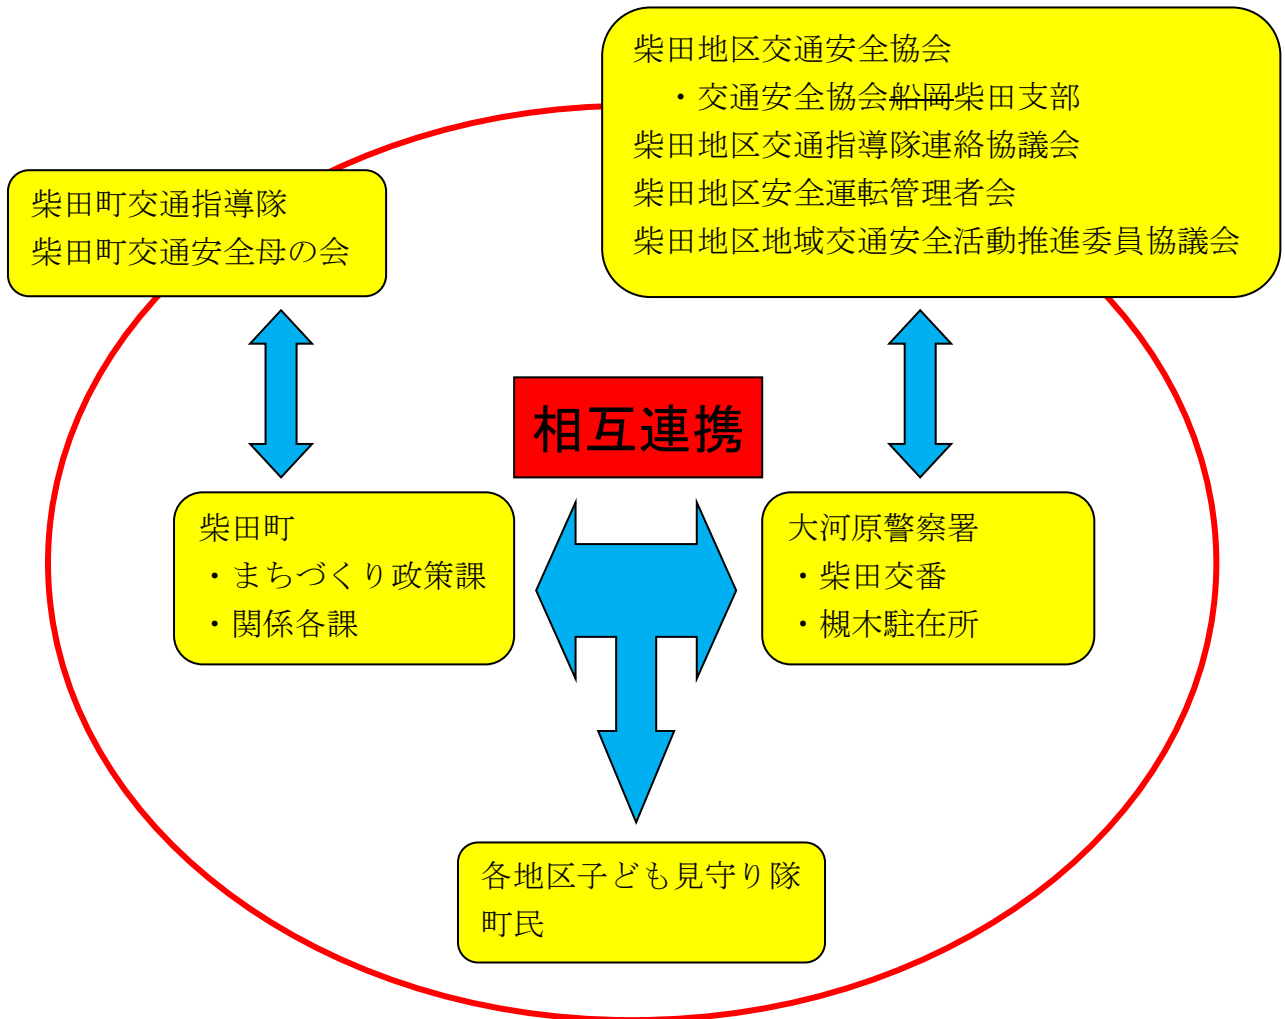 柴田地区交通安全協会
・交通安全協会船岡柴田支部
柴田地区交通指導隊連絡協議会
柴田地区安全運転管理者会
柴田地区地域交通安全活動推進委員協議会
柴田町交通指導隊
柴田町交通安全母の会
相互連携
柴田町
・まちづくり政策課
・関係各課
大河原警察署
・柴田交番
・槻木駐在所
各地区子ども見守り隊
町民